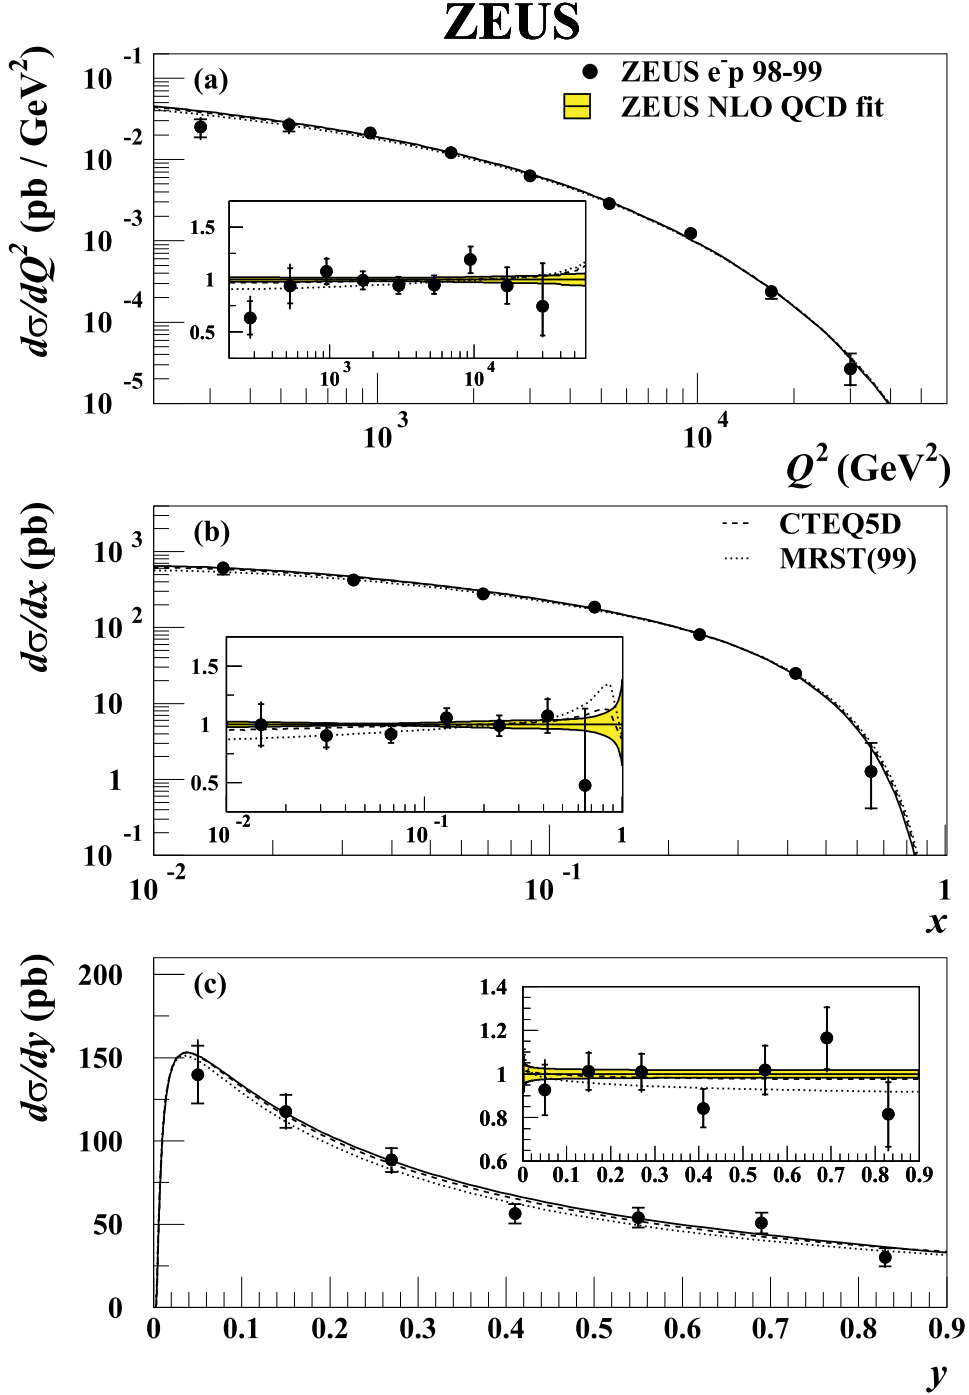 ZEUS
(a)
ZEUS e⁻p 98-99
ZEUS NLO QCD fit
dσ/dQ² (pb / GeV²)
10⁻¹
10⁻²
10⁻³
10⁻⁴
10⁻⁵
1.5
1
0.5
10³ 10⁴
10³ 10⁴
Q² (GeV²)
(b)
CTEQ5D
MRST(99)
dσ/dx (pb)
10³
10²
10
1
10⁻¹
1.5
1
0.5
10⁻² 10⁻¹ 1
10⁻² 10⁻¹ 1
x
(c)
dσ/dy (pb)
200
150
100
50
0
1.4
1.2
1
0.8
0.6
0 0.1 0.2 0.3 0.4 0.5 0.6 0.7 0.8 0.9
0 0.1 0.2 0.3 0.4 0.5 0.6 0.7 0.8 0.9
y